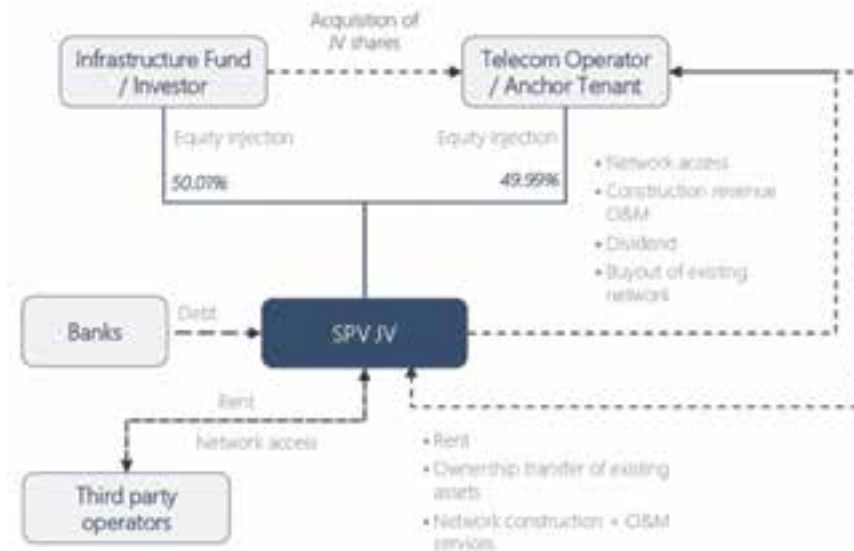 Acquisition of
JV shares
Infrastructure Fund
/ Investor
Telecom Operator
/ Anchor Tenant
Equity injection
Equity injection
50.01%
49.99%
• Network access
• Construction revenue
O&M
• Dividend
• Buyout of existing
network
Banks
Debt
SPV JV
Rent
Network access
Third party
operators
• Rent
• Ownership transfer of existing
assets
• Network construction + O&M
services